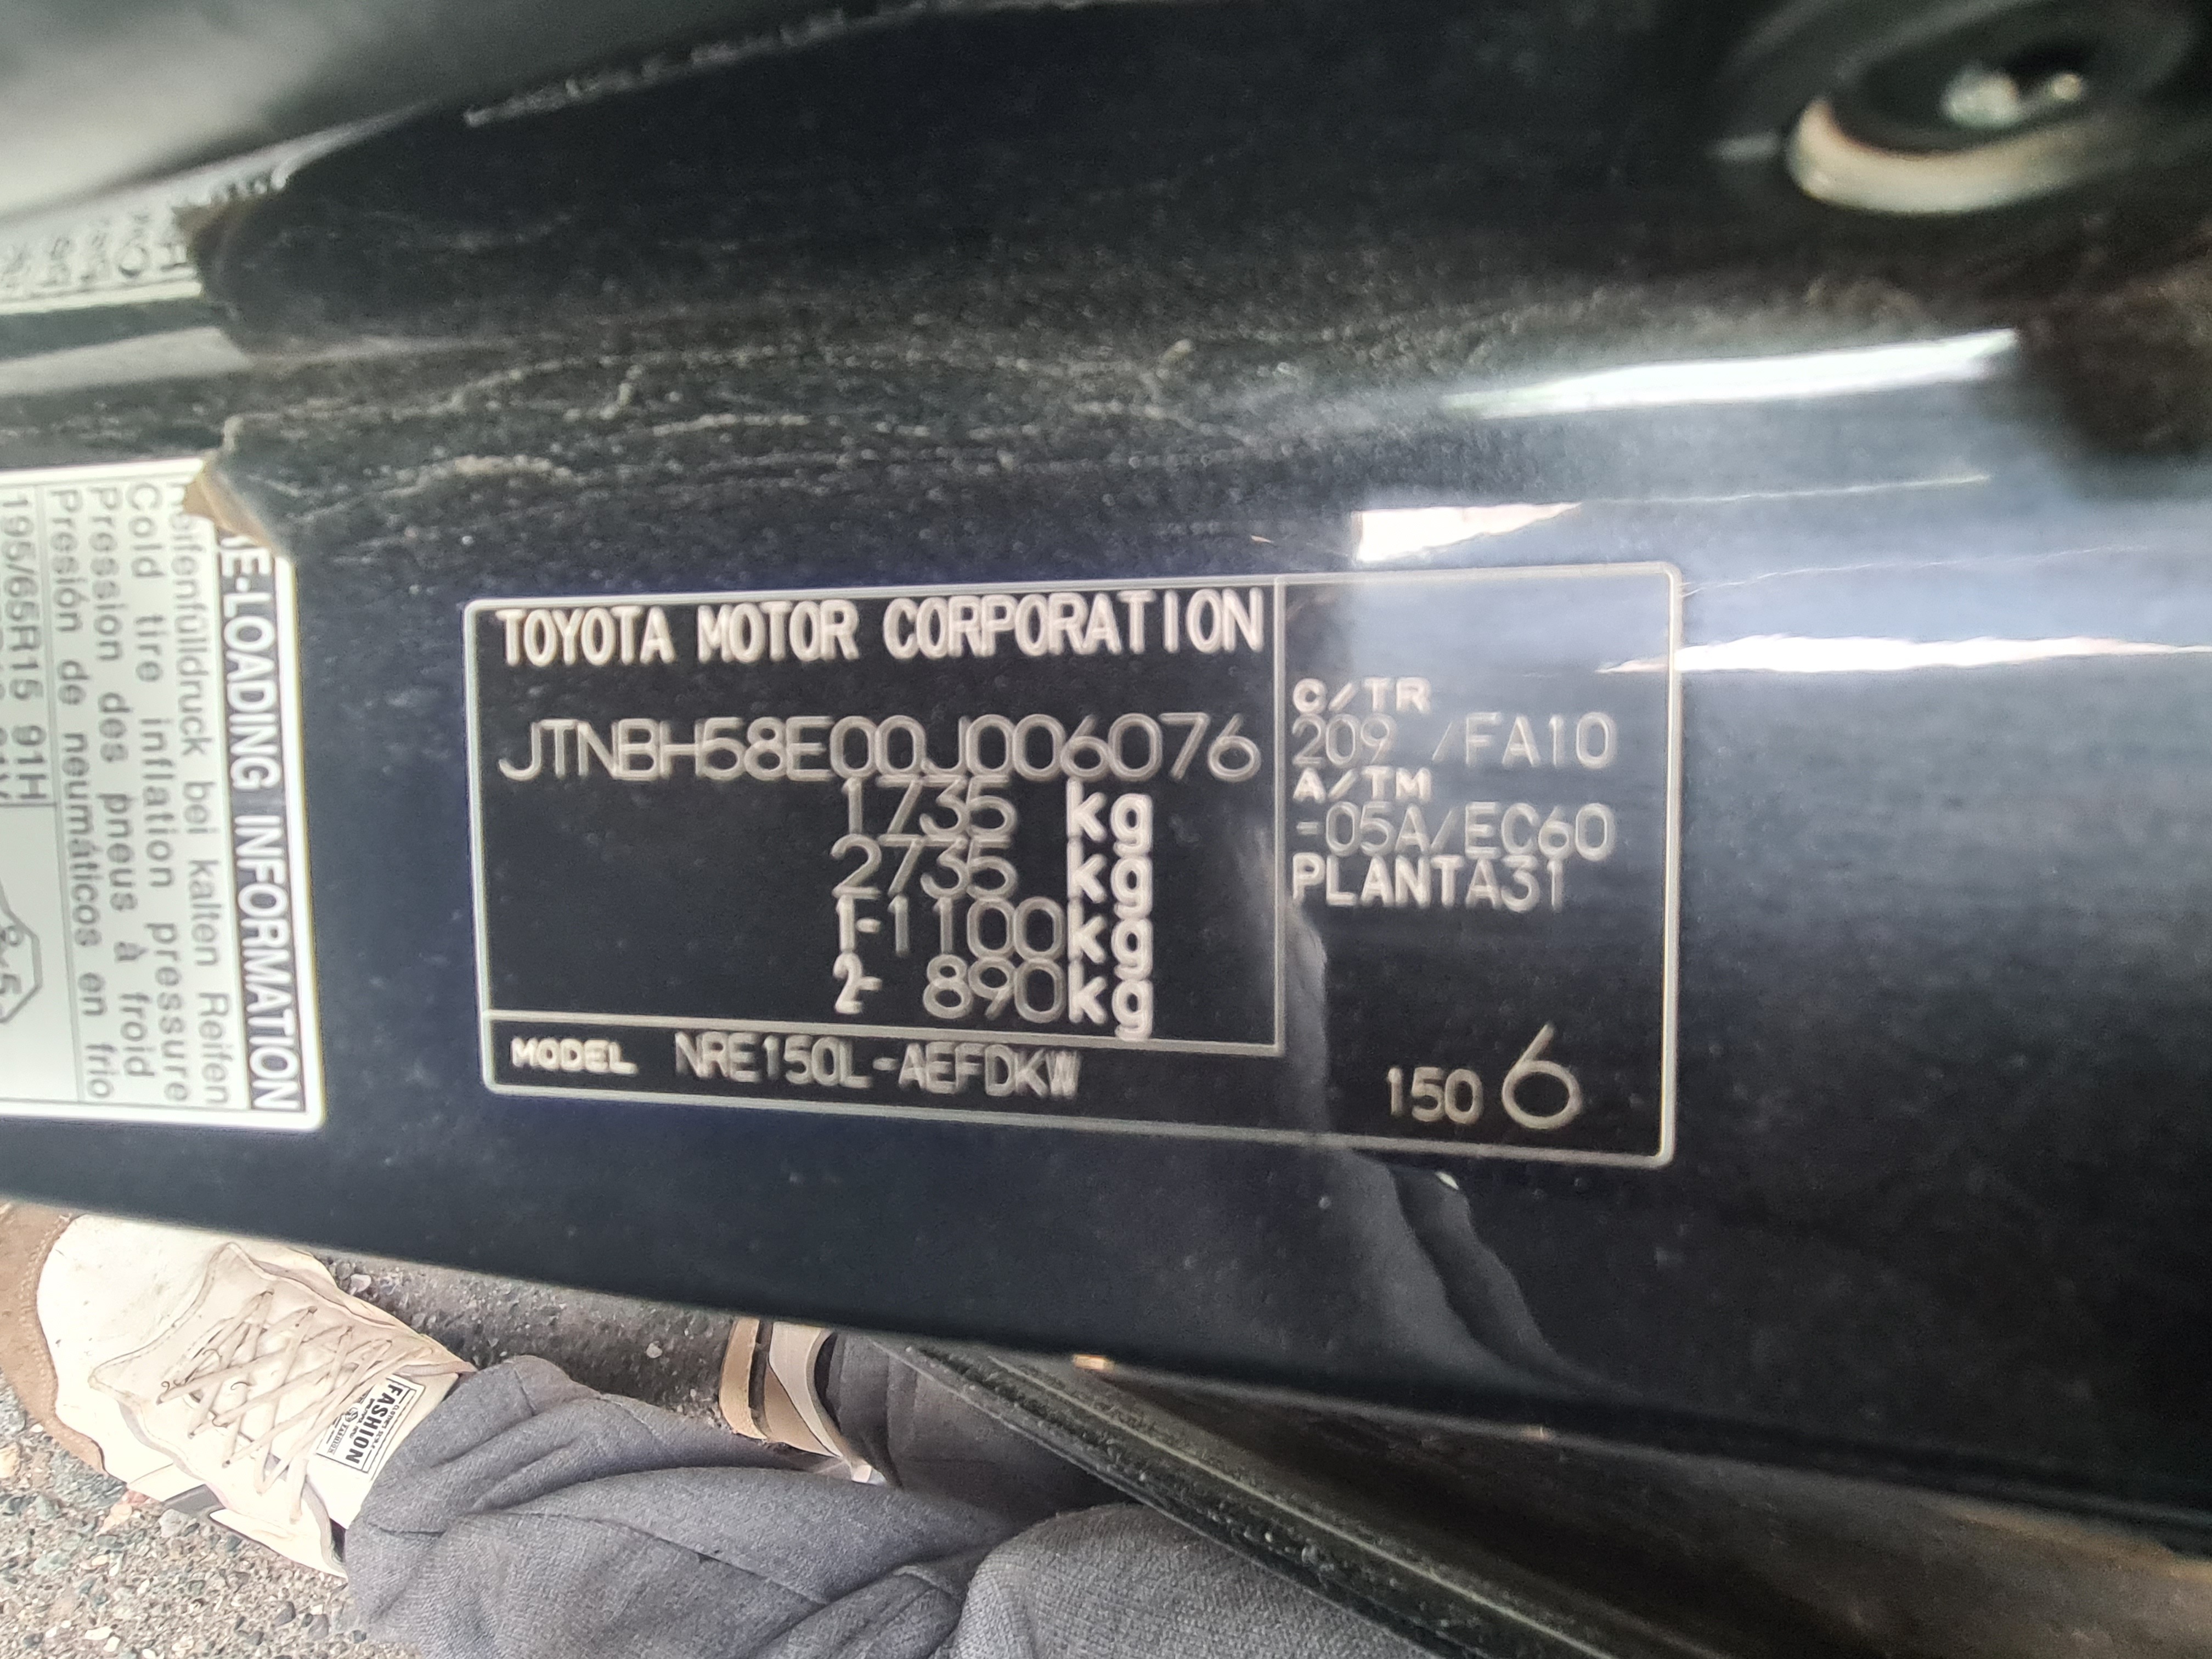 TOYOTA MOTOR CORPORATION
JTNBH58E00J006076
1735 kg
2735 kg
1-1100kg
2- 890kg
MODEL NRE150L-AEFDKW
C/TR
209 /FA10
A/TM
-05A/EC60
PLANTA31
150 6
E-LOADING INFORMATION
Reifenfülldruck bei kalten Reifen
Cold tire inflation pressure
Pression des pneus à froid
Presión de neumáticos en frio
195/65R15 91H
FASHION